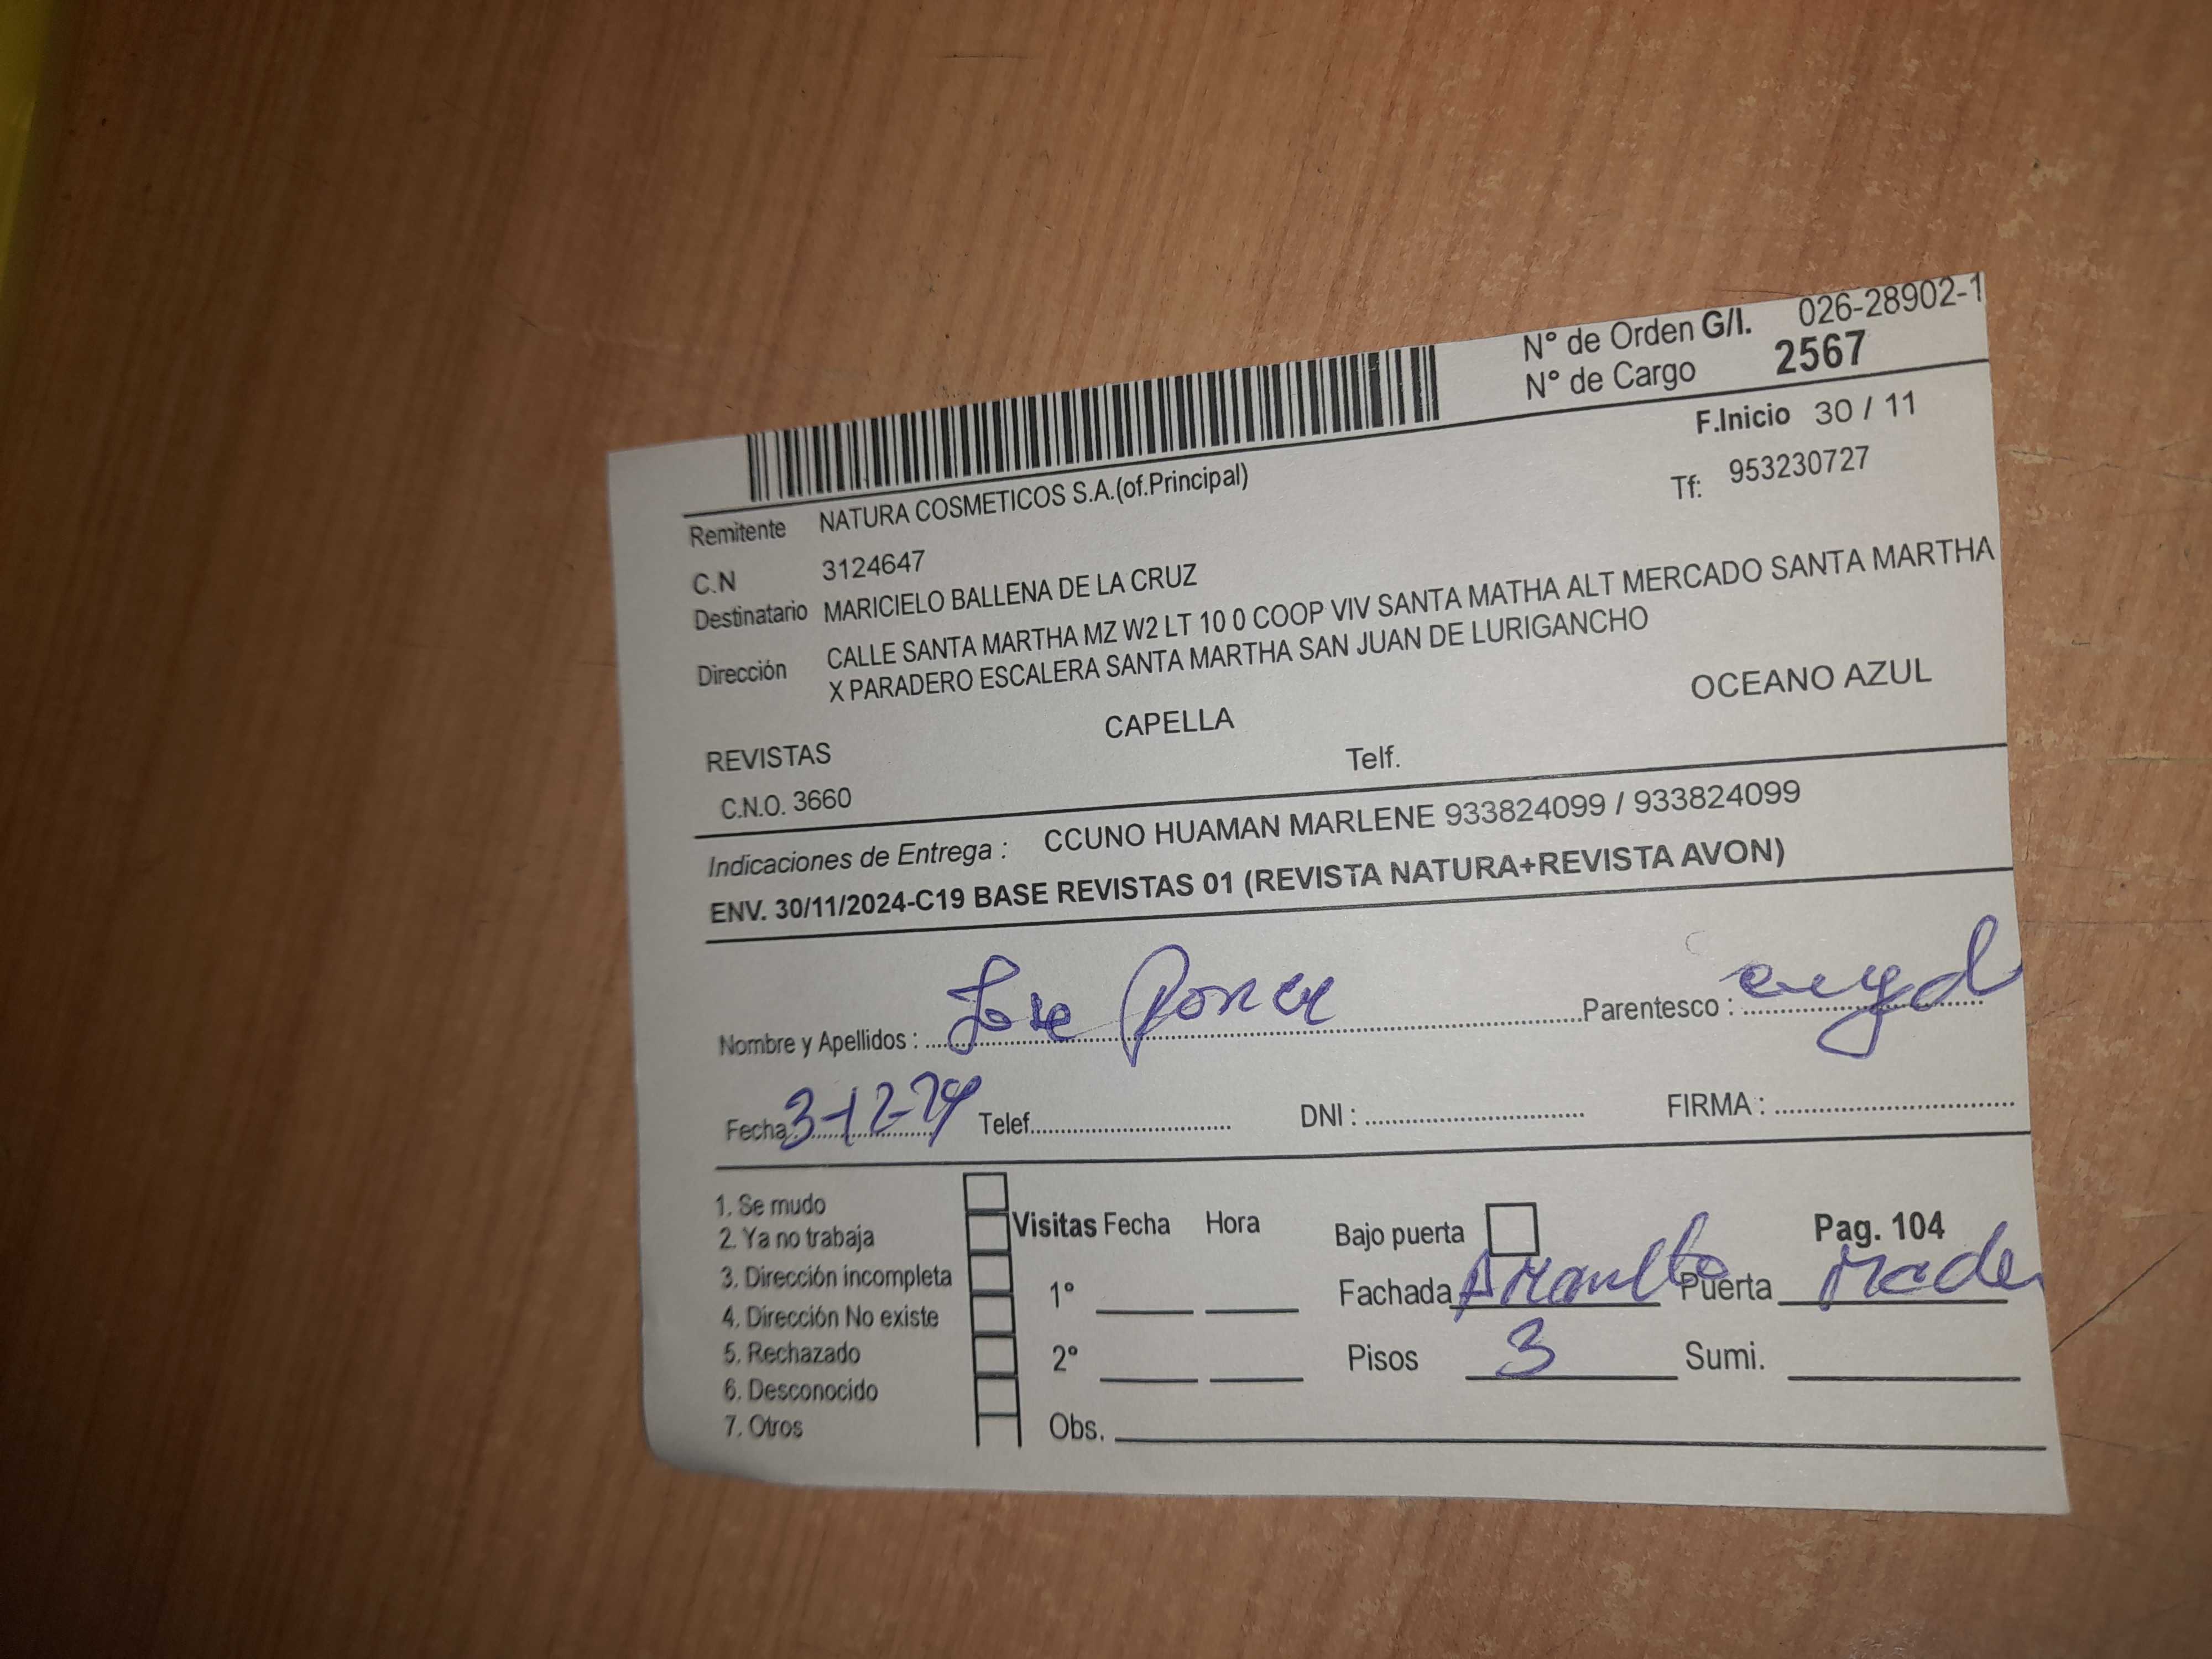 N° de Orden G/I. 026-28902-1
N° de Cargo 2567
F.Inicio 30 / 11
Remitente NATURA COSMETICOS S.A.(of.Principal) Tf: 953230727
C.N 3124647
Destinatario MARICIELO BALLENA DE LA CRUZ
Dirección CALLE SANTA MARTHA MZ W2 LT 10 0 COOP VIV SANTA MATHA ALT MERCADO SANTA MARTHA
X PARADERO ESCALERA SANTA MARTHA SAN JUAN DE LURIGANCHO
REVISTAS CAPELLA OCEANO AZUL
C.N.O. 3660 Telf.
Indicaciones de Entrega : CCUNO HUAMAN MARLENE 933824099 / 933824099
ENV. 30/11/2024-C19 BASE REVISTAS 01 (REVISTA NATURA+REVISTA AVON)
Nombre y Apellidos : Jose Parentesco :
Fecha : 3-12-24 Telef. DNI : FIRMA :
1. Se mudo
2. Ya no trabaja
3. Dirección incompleta
4. Dirección No existe
5. Rechazado
6. Desconocido
7. Otros
Visitas Fecha Hora
1°
2°
Obs.
Bajo puerta Pag. 104
Fachada Puerta
Pisos 3 Sumi.